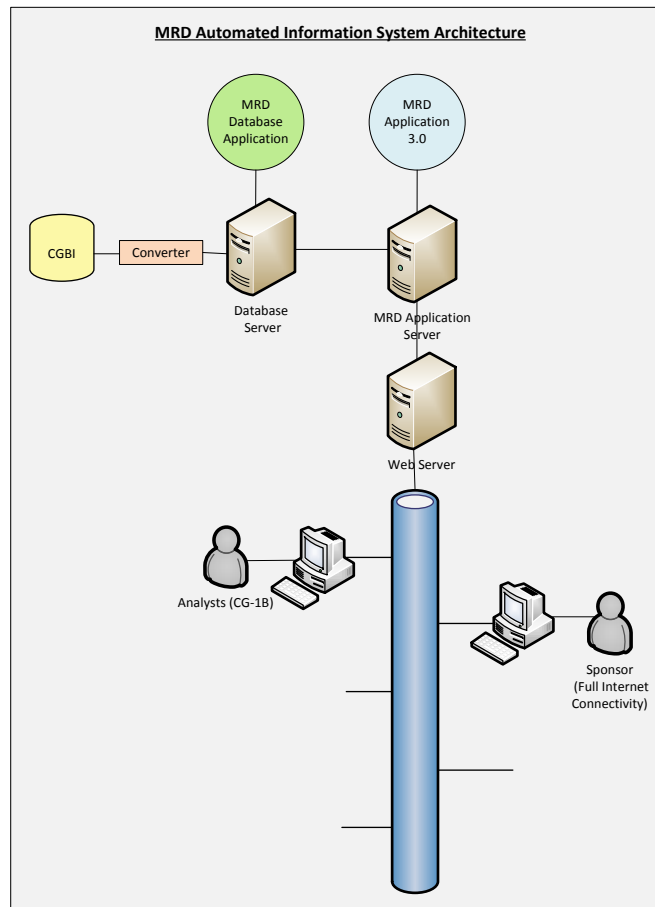 MRD Automated Information System Architecture
MRD
Database
Application
MRD
Application
3.0
CGBI
Converter
Database
Server
MRD Application
Server
Web Server
Analysts (CG-1B)
Sponsor
(Full Internet
Connectivity)